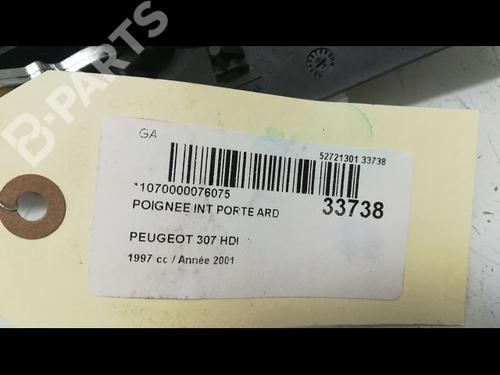 B-PARTS
GA
52721301 33738
*1070000076075
POIGNEE INT PORTE ARD
33738
PEUGEOT 307 HDI
1997 cc / Année 2001